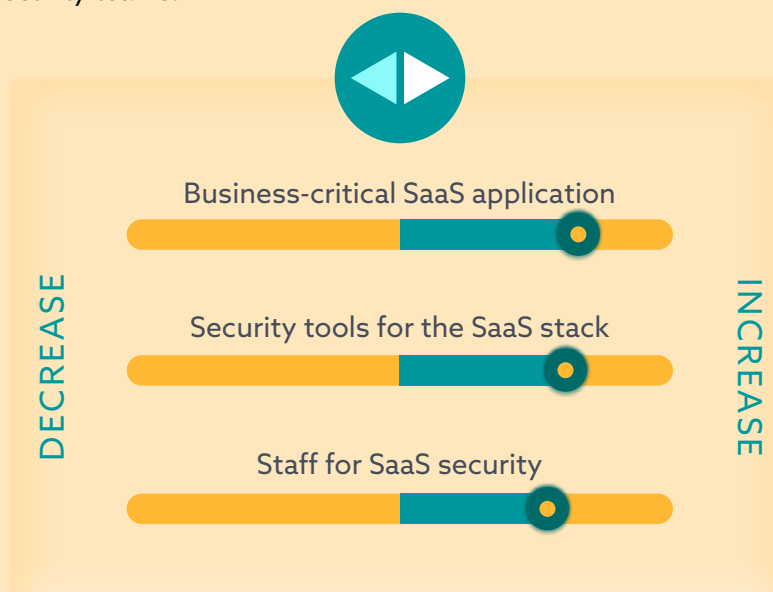 Business-critical SaaS application
DECREASE
INCREASE
Security tools for the SaaS stack
Staff for SaaS security